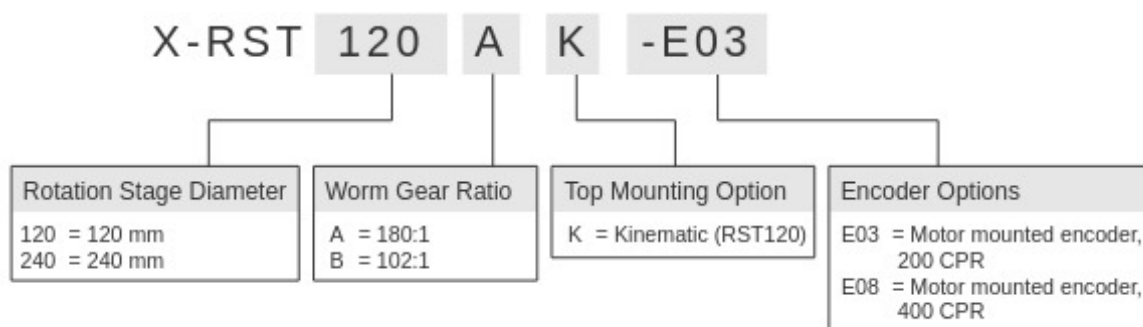 X-RST 120 A K -E03
Rotation Stage Diameter
120 = 120 mm
240 = 240 mm
Worm Gear Ratio
A = 180:1
B = 102:1
Top Mounting Option
K = Kinematic (RST120)
Encoder Options
E03 = Motor mounted encoder,
200 CPR
E08 = Motor mounted encoder,
400 CPR